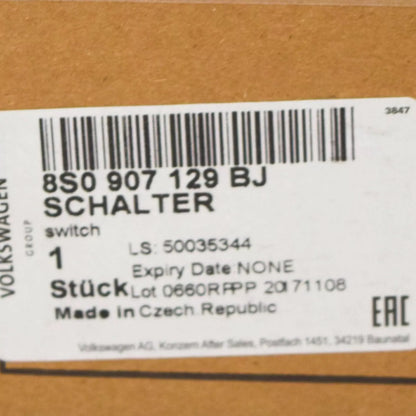 3847
VOLKSWAGEN
GROUP
8S0 907 129 BJ
SCHALTER
switch
1
LS: 50035344
Expiry Date:NONE
Stück
Lot 0660RPPP 20171108
Made in Czech Republic
EAC
Volkswagen AG, Konzern After Sales, Postfach 1451, 34219 Baunatal